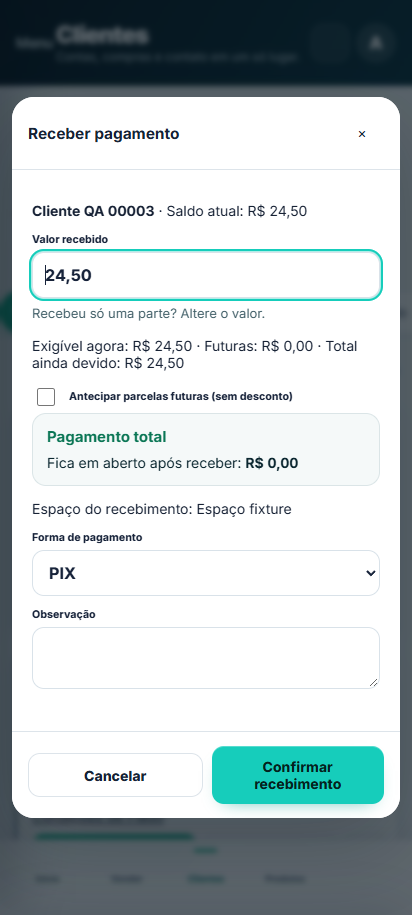 Menu Clientes
A
Receber pagamento
×
Cliente QA 00003 · Saldo atual: R$ 24,50
Valor recebido
24,50
Recebeu só uma parte? Altere o valor.
Exigível agora: R$ 24,50 · Futuras: R$ 0,00 · Total
ainda devido: R$ 24,50
Antecipar parcelas futuras (sem desconto)
Pagamento total
Fica em aberto após receber: R$ 0,00
Espaço do recebimento: Espaço fixture
Forma de pagamento
PIX
Observação
Cancelar
Confirmar
recebimento